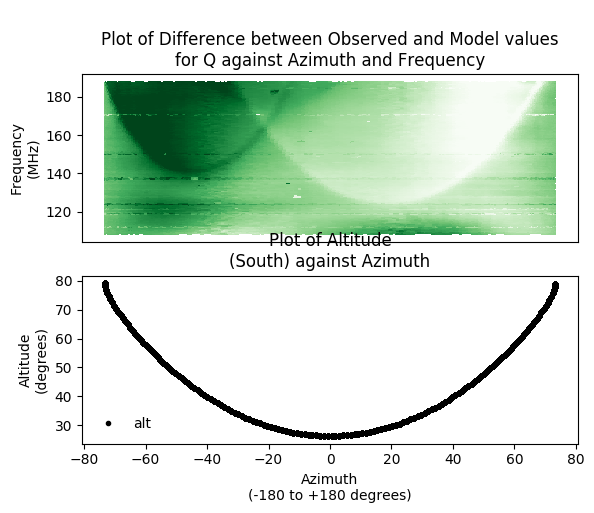 Plot of Difference between Observed and Model values
for Q against Azimuth and Frequency
Frequency
(MHz)
180
160
140
120
Plot of Altitude
(South) against Azimuth
Altitude
(degrees)
80
70
60
50
40
30
alt
−80 −60 −40 −20 0 20 40 60 80
Azimuth
(-180 to +180 degrees)